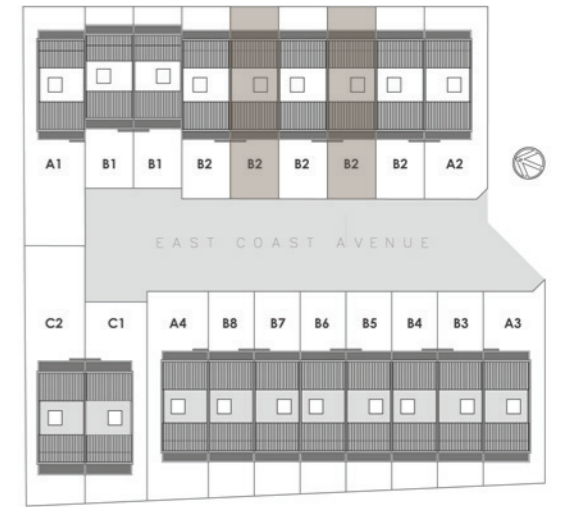 A1 B1 B1 B2 B2 B2 B2 B2 A2
EAST COAST AVENUE
C2 C1 A4 B8 B7 B6 B5 B4 B3 A3